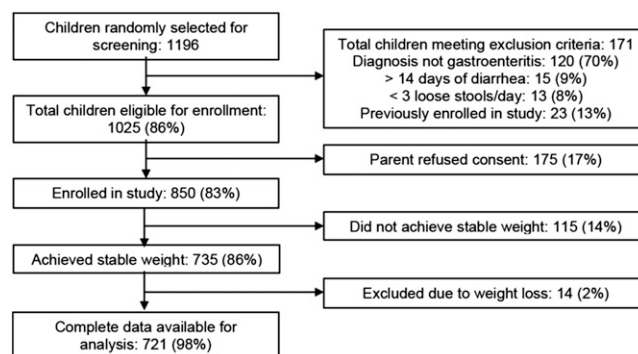 Children randomly selected for
screening: 1196
Total children meeting exclusion criteria: 171
Diagnosis not gastroenteritis: 120 (70%)
> 14 days of diarrhea: 15 (9%)
< 3 loose stools/day: 13 (8%)
Previously enrolled in study: 23 (13%)
Total children eligible for enrollment:
1025 (86%)
Parent refused consent: 175 (17%)
Enrolled in study: 850 (83%)
Did not achieve stable weight: 115 (14%)
Achieved stable weight: 735 (86%)
Excluded due to weight loss: 14 (2%)
Complete data available for
analysis: 721 (98%)